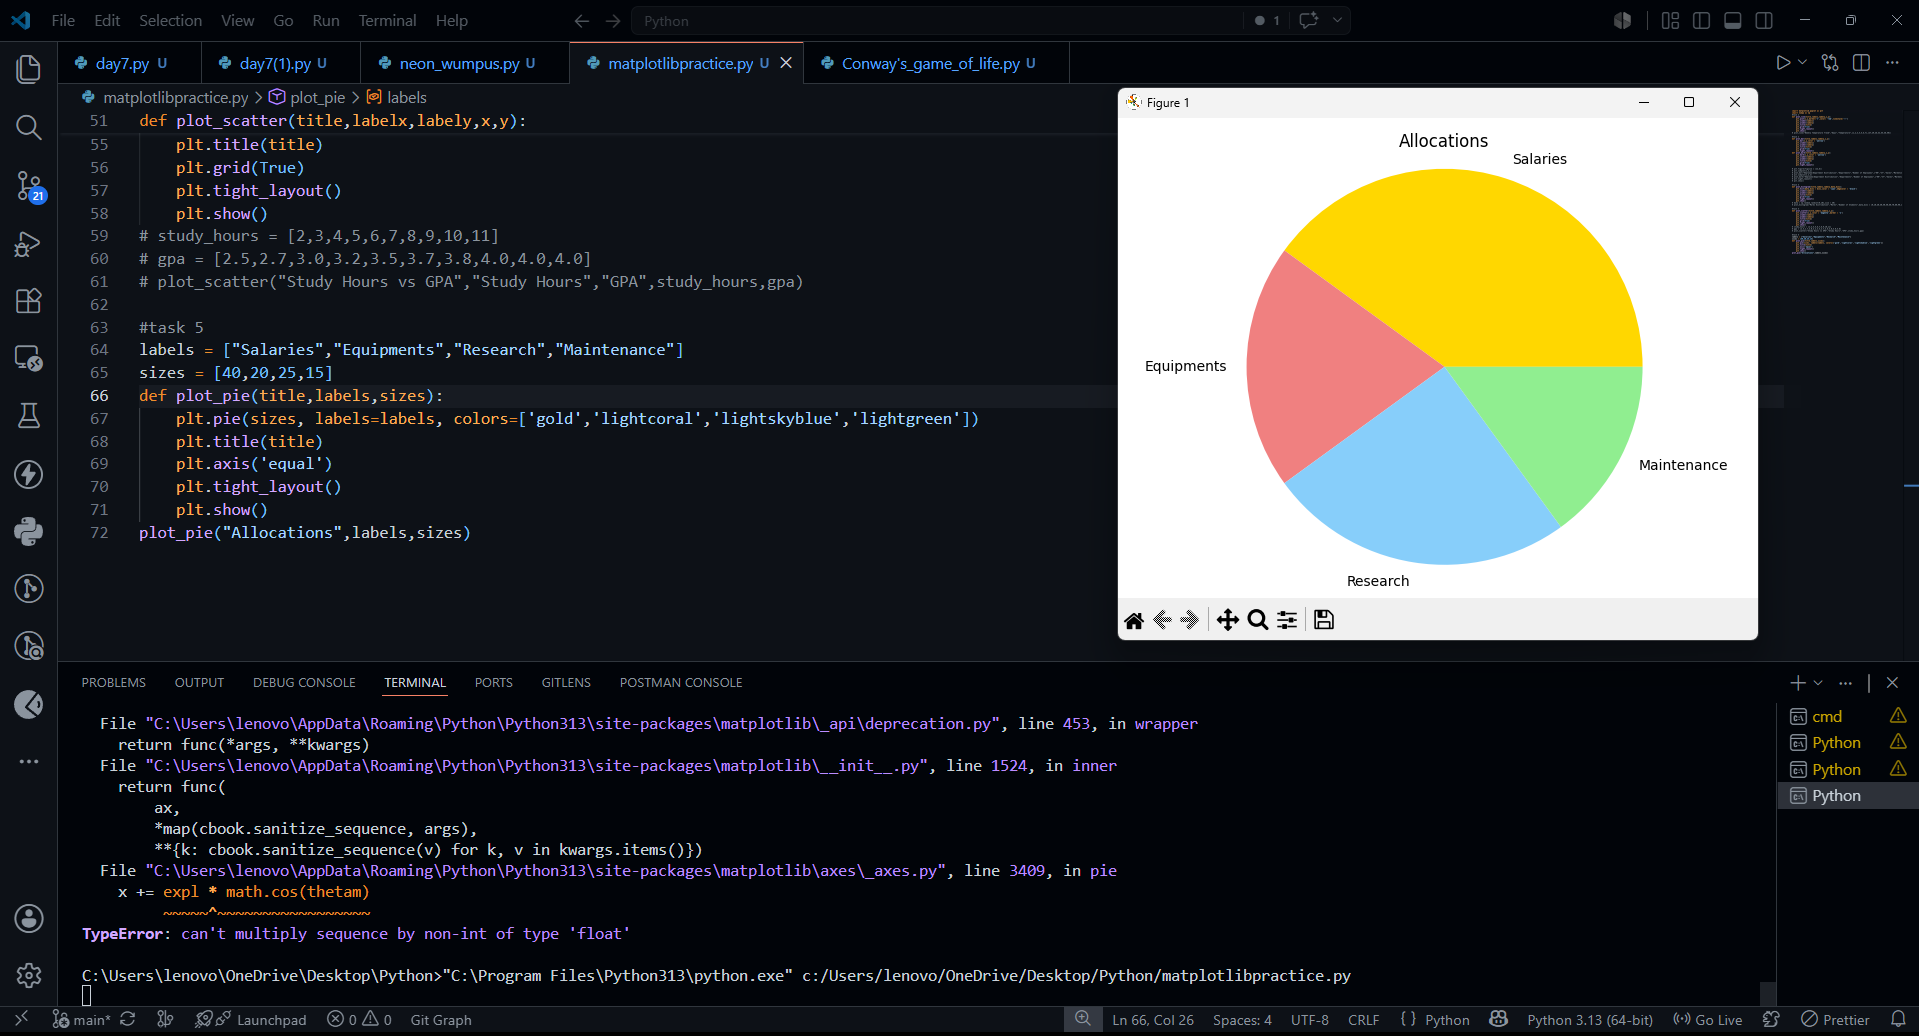 File Edit Selection View Go Run Terminal Help
Python
1
day7.py U
day7(1).py U
neon_wumpus.py U
matplotlibpractice.py U
Conway's_game_of_life.py U
matplotlibpractice.py > plot_pie > labels
51 def plot_scatter(title,labelx,labely,x,y):
55 plt.title(title)
56 plt.grid(True)
57 plt.tight_layout()
58 plt.show()
59 # study_hours = [2,3,4,5,6,7,8,9,10,11]
60 # gpa = [2.5,2.7,3.0,3.2,3.5,3.7,3.8,4.0,4.0,4.0]
61 # plot_scatter("Study Hours vs GPA","Study Hours","GPA",study_hours,gpa)
62
63 #task 5
64 labels = ["Salaries","Equipments","Research","Maintenance"]
65 sizes = [40,20,25,15]
66 def plot_pie(title,labels,sizes):
67 plt.pie(sizes, labels=labels, colors=['gold','lightcoral','lightskyblue','lightgreen'])
68 plt.title(title)
69 plt.axis('equal')
70 plt.tight_layout()
71 plt.show()
72 plot_pie("Allocations",labels,sizes)
21
Figure 1
Allocations
Salaries
Equipments
Maintenance
Research
PROBLEMS OUTPUT DEBUG CONSOLE TERMINAL PORTS GITLENS POSTMAN CONSOLE
File "C:\Users\lenovo\AppData\Roaming\Python\Python313\site-packages\matplotlib\_api\deprecation.py", line 453, in wrapper
return func(*args, **kwargs)
File "C:\Users\lenovo\AppData\Roaming\Python\Python313\site-packages\matplotlib\__init__.py", line 1524, in inner
return func(
ax,
*map(cbook.sanitize_sequence, args),
**{k: cbook.sanitize_sequence(v) for k, v in kwargs.items()})
File "C:\Users\lenovo\AppData\Roaming\Python\Python313\site-packages\matplotlib\axes\_axes.py", line 3409, in pie
x += expl * math.cos(thetam)
~~~~~^~~~~~~~~~~~~~~~~~
TypeError: can't multiply sequence by non-int of type 'float'
C:\Users\lenovo\OneDrive\Desktop\Python>"C:\Program Files\Python313\python.exe" c:/Users/lenovo/OneDrive/Desktop/Python/matplotlibpractice.py
cmd
Python
Python
Python
main* Launchpad 0 0 Git Graph Ln 66, Col 26 Spaces: 4 UTF-8 CRLF { } Python Python 3.13 (64-bit) Go Live Prettier